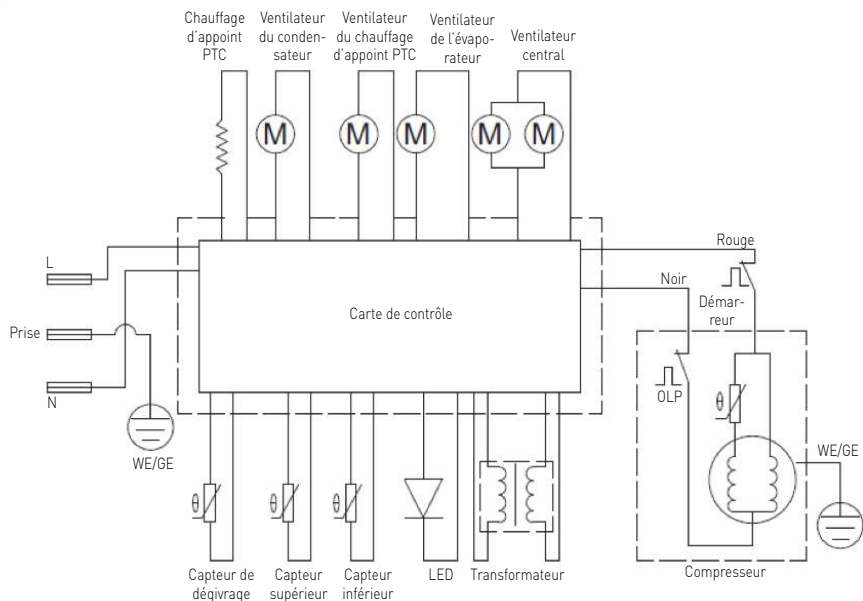 Chauffage
d'appoint
PTC
Ventilateur
du conden-
sateur
Ventilateur
du chauffage
d'appoint PTC
Ventilateur
de l'évapo-
rateur
Ventilateur
central
M
M
M
M
M
L
Prise
N
WE/GE
Carte de contrôle
Rouge
Noir
Démar-
reur
OLP
θ
WE/GE
Compresseur
θ
θ
θ
Capteur de
dégivrage
Capteur
supérieur
Capteur
inférieur
LED
Transformateur